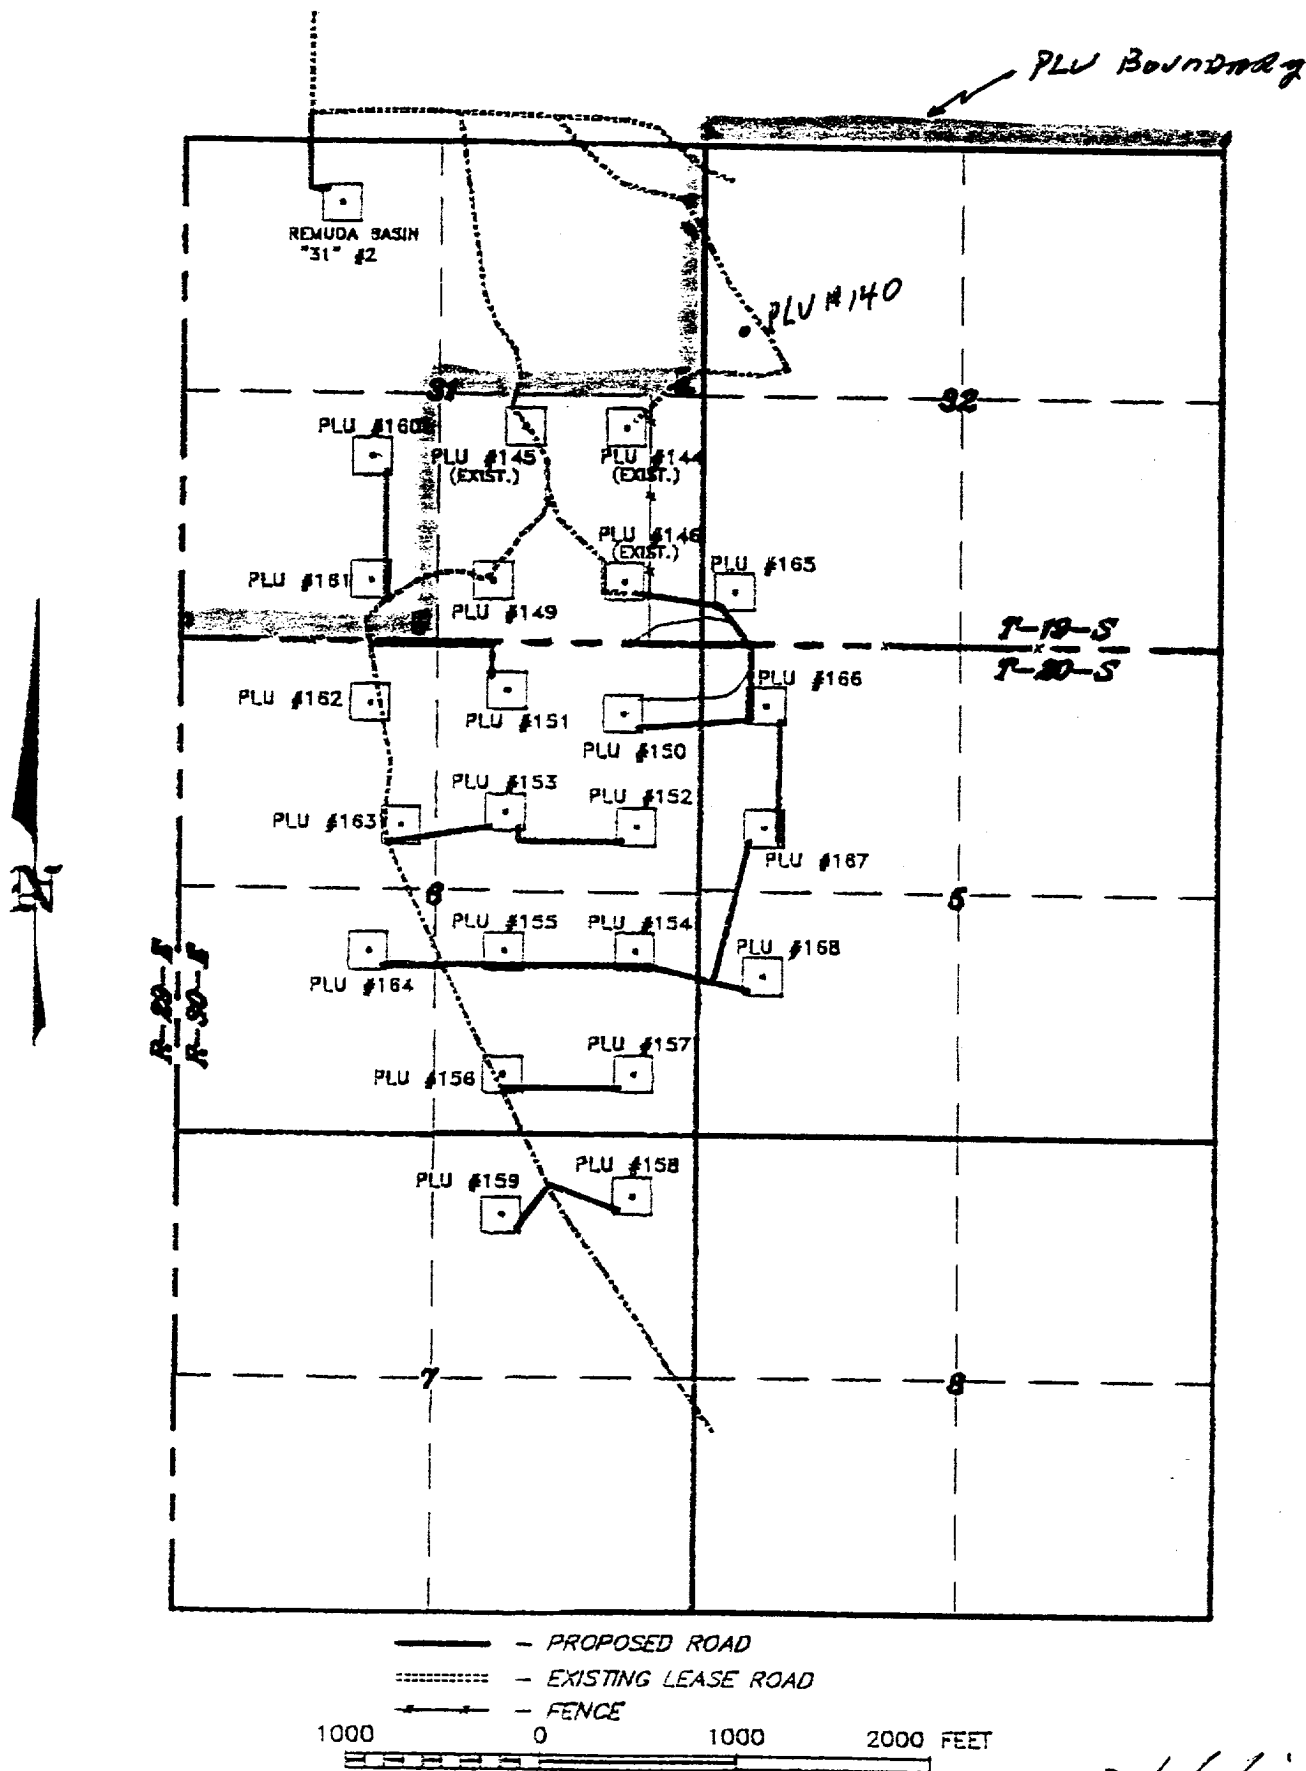 PLU BOUNDARY
REMUDA BASIN
"31" #2
PLU #140
31
32
PLU #160
PLU #145
(EXIST.)
PLU #144
(EXIST.)
PLU #146
(EXIST.)
PLU #165
PLU #161
PLU #149
T-19-S
T-20-S
PLU #162
PLU #151
PLU #166
PLU #150
PLU #153
PLU #152
PLU #163
PLU #167
6
5
PLU #155
PLU #154
PLU #168
PLU #164
R-29-E
R-30-E
PLU #157
PLU #156
PLU #159
PLU #158
7
8
- PROPOSED ROAD
- EXISTING LEASE ROAD
- FENCE
1000 0 1000 2000 FEET